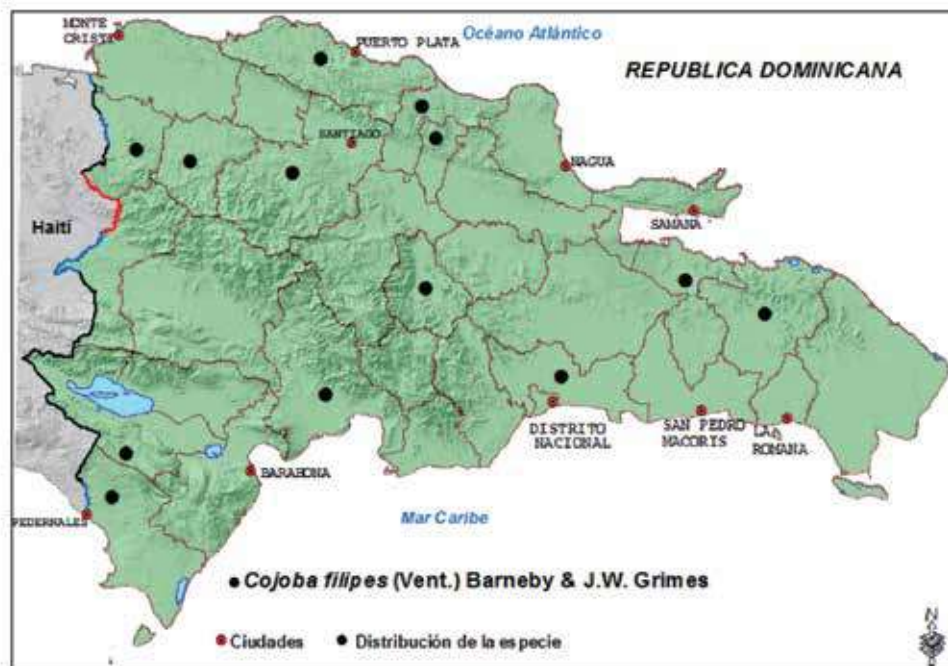 MONTE
CRISTI
PUERTO PLATA
Océano Atlántico
REPUBLICA DOMINICANA
SANTIAGO
NAGUA
SAMANA
Haití
DISTRITO
NACIONAL
SAN PEDRO
MACORIS
LA
ROMANA
BARAHONA
PEDERNALES
Mar Caribe
Cojoba filipes (Vent.) Barneby & J.W. Grimes
N
Ciudades
Distribución de la especie